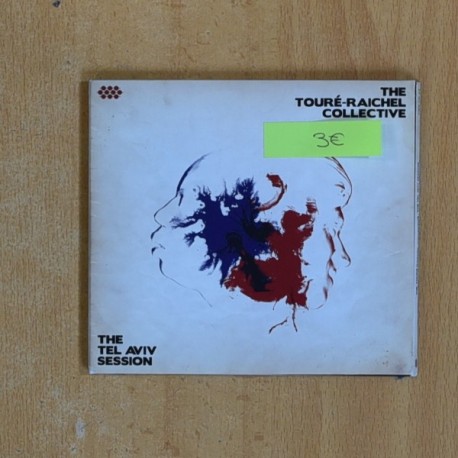 THE
TOURÉ-RAICHEL
COLLECTIVE
3€
THE
TEL AVIV
SESSION